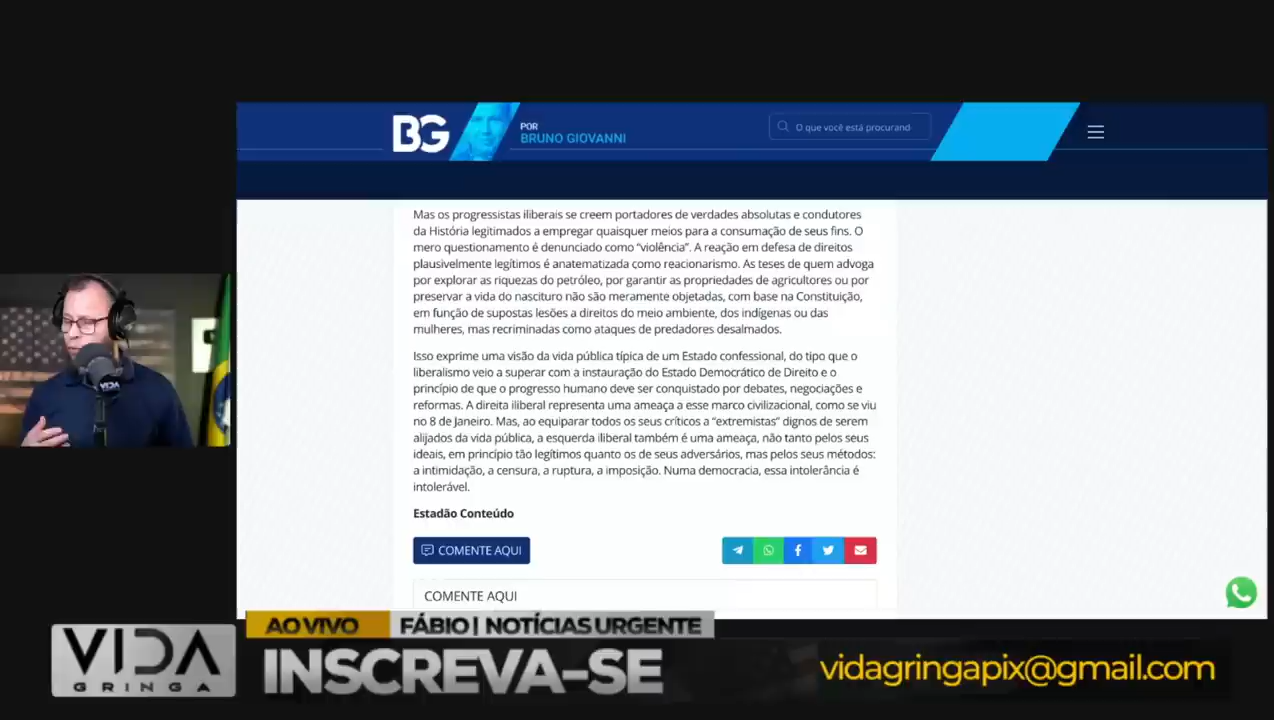 BG
POR
BRUNO GIOVANNI
O que você está procurand
Mas os progressistas iliberais se creem portadores de verdades absolutas e condutores
da História legitimados a empregar quaisquer meios para a consumação de seus fins. O
mero questionamento é denunciado como “violência”. A reação em defesa de direitos
plausivelmente legítimos é anatematizada como reacionarismo. As teses de quem advoga
por explorar as riquezas do petróleo, por garantir as propriedades de agricultores ou por
preservar a vida do nascituro não são meramente objetadas, com base na Constituição,
em função de supostas lesões a direitos do meio ambiente, dos indígenas ou das
mulheres, mas recriminadas como ataques de predadores desalmados.
Isso exprime uma visão da vida pública típica de um Estado confessional, do tipo que o
liberalismo veio a superar com a instauração do Estado Democrático de Direito e o
princípio de que o progresso humano deve ser conquistado por debates, negociações e
reformas. A direita iliberal representa uma ameaça a esse marco civilizacional, como se viu
no 8 de Janeiro. Mas, ao equiparar todos os seus críticos a “extremistas” dignos de serem
alijados da vida pública, a esquerda iliberal também é uma ameaça, não tanto pelos seus
ideais, em princípio tão legítimos quanto os de seus adversários, mas pelos seus métodos:
a intimidação, a censura, a ruptura, a imposição. Numa democracia, essa intolerância é
intolerável.
Estadão Conteúdo
COMENTE AQUI
COMENTE AQUI
VIDA
AO VIVO
FÁBIO | NOTÍCIAS URGENTE
VIDA
GRINGA
INSCREVA-SE
vidagringapix@gmail.com